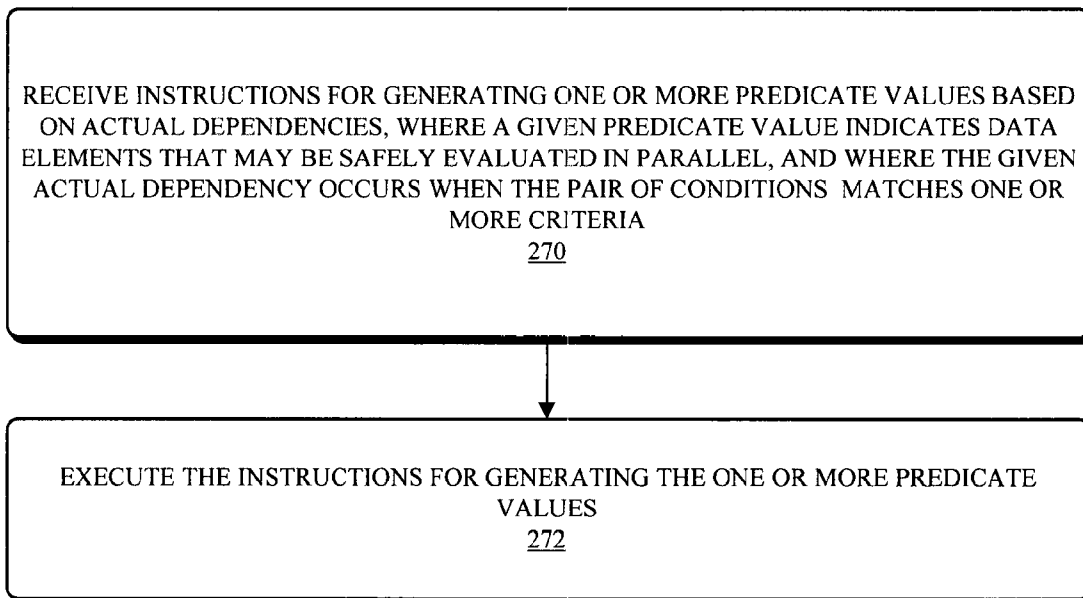 RECEIVE INSTRUCTIONS FOR GENERATING ONE OR MORE PREDICATE VALUES BASED
ON ACTUAL DEPENDENCIES, WHERE A GIVEN PREDICATE VALUE INDICATES DATA
ELEMENTS THAT MAY BE SAFELY EVALUATED IN PARALLEL, AND WHERE THE GIVEN
ACTUAL DEPENDENCY OCCURS WHEN THE PAIR OF CONDITIONS MATCHES ONE OR
MORE CRITERIA
270
EXECUTE THE INSTRUCTIONS FOR GENERATING THE ONE OR MORE PREDICATE
VALUES
272